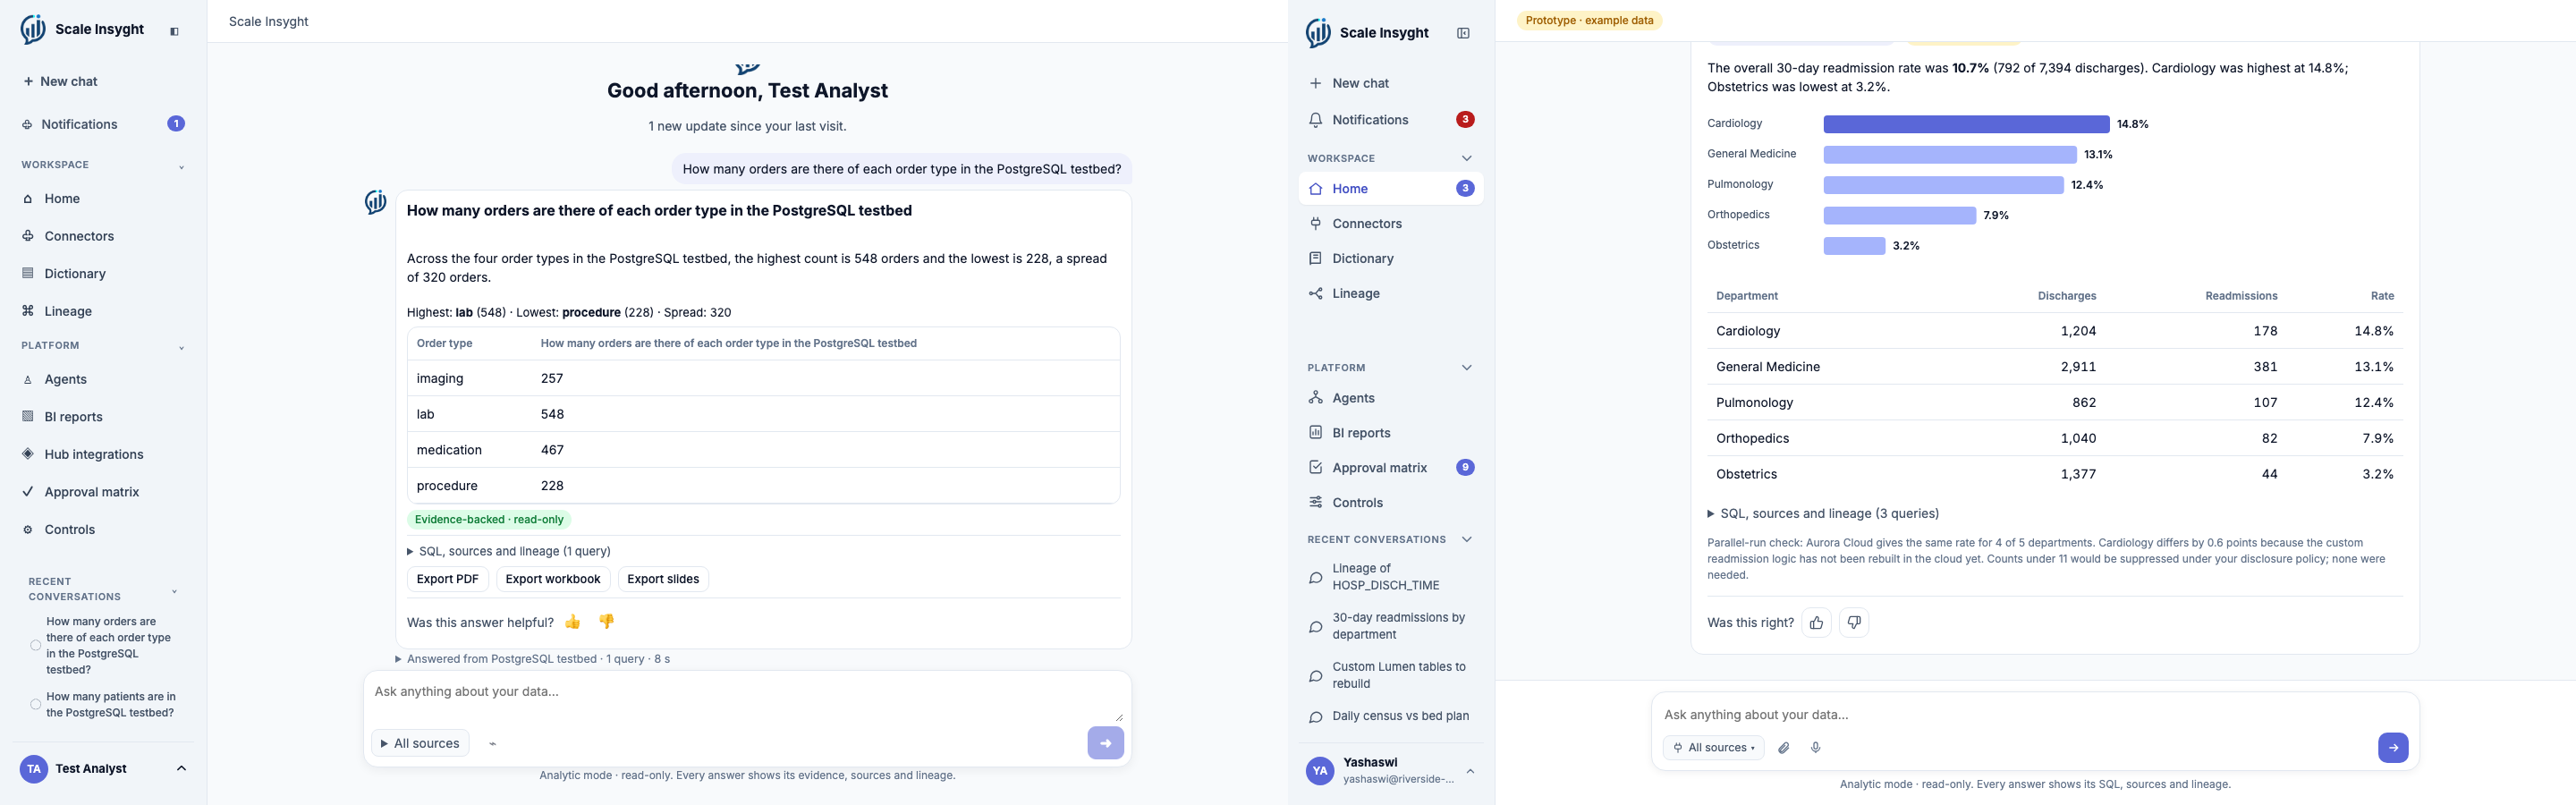 Scale Insyght
New chat
Notifications
1
WORKSPACE
Home
Connectors
Dictionary
Lineage
PLATFORM
Agents
BI reports
Hub integrations
Approval matrix
Controls
RECENT
CONVERSATIONS
How many orders are
there of each order type
in the PostgreSQL
testbed?
How many patients are in
the PostgreSQL testbed?
TA
Test Analyst
Scale Insyght
Good afternoon, Test Analyst
1 new update since your last visit.
How many orders are there of each order type in the PostgreSQL testbed?
How many orders are there of each order type in the PostgreSQL testbed
Across the four order types in the PostgreSQL testbed, the highest count is 548 orders and the lowest is 228, a spread
of 320 orders.
Highest: lab (548) · Lowest: procedure (228) · Spread: 320
Order type How many orders are there of each order type in the PostgreSQL testbed
imaging 257
lab 548
medication 467
procedure 228
Evidence-backed · read-only
SQL, sources and lineage (1 query)
Export PDF Export workbook Export slides
Was this answer helpful?
Answered from PostgreSQL testbed · 1 query · 8 s
Ask anything about your data...
All sources
Analytic mode · read-only. Every answer shows its evidence, sources and lineage.
Scale Insyght
New chat
Notifications
3
WORKSPACE
Home
3
Connectors
Dictionary
Lineage
PLATFORM
Agents
BI reports
Approval matrix
9
Controls
RECENT CONVERSATIONS
Lineage of
HOSP_DISCH_TIME
30-day readmissions by
department
Custom Lumen tables to
rebuild
Daily census vs bed plan
YA
Yashaswi
yashaswi@riverside-...
Prototype · example data
The overall 30-day readmission rate was 10.7% (792 of 7,394 discharges). Cardiology was highest at 14.8%;
Obstetrics was lowest at 3.2%.
Cardiology 14.8%
General Medicine 13.1%
Pulmonology 12.4%
Orthopedics 7.9%
Obstetrics 3.2%
Department Discharges Readmissions Rate
Cardiology 1,204 178 14.8%
General Medicine 2,911 381 13.1%
Pulmonology 862 107 12.4%
Orthopedics 1,040 82 7.9%
Obstetrics 1,377 44 3.2%
SQL, sources and lineage (3 queries)
Parallel-run check: Aurora Cloud gives the same rate for 4 of 5 departments. Cardiology differs by 0.6 points because the custom
readmission logic has not been rebuilt in the cloud yet. Counts under 11 would be suppressed under your disclosure policy; none were
needed.
Was this right?
Ask anything about your data...
All sources
Analytic mode · read-only. Every answer shows its SQL, sources and lineage.